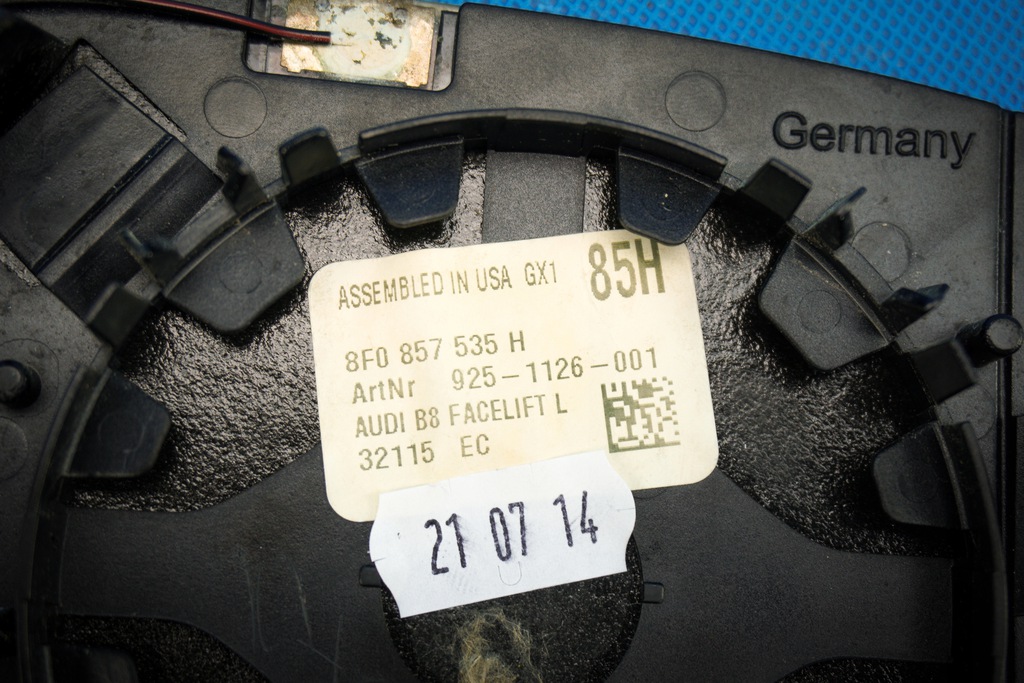 Germany
ASSEMBLED IN USA GX1 85H
8F0 857 535 H
ArtNr 925-1126-001
AUDI B8 FACELIFT L
32115 EC
21 07 14